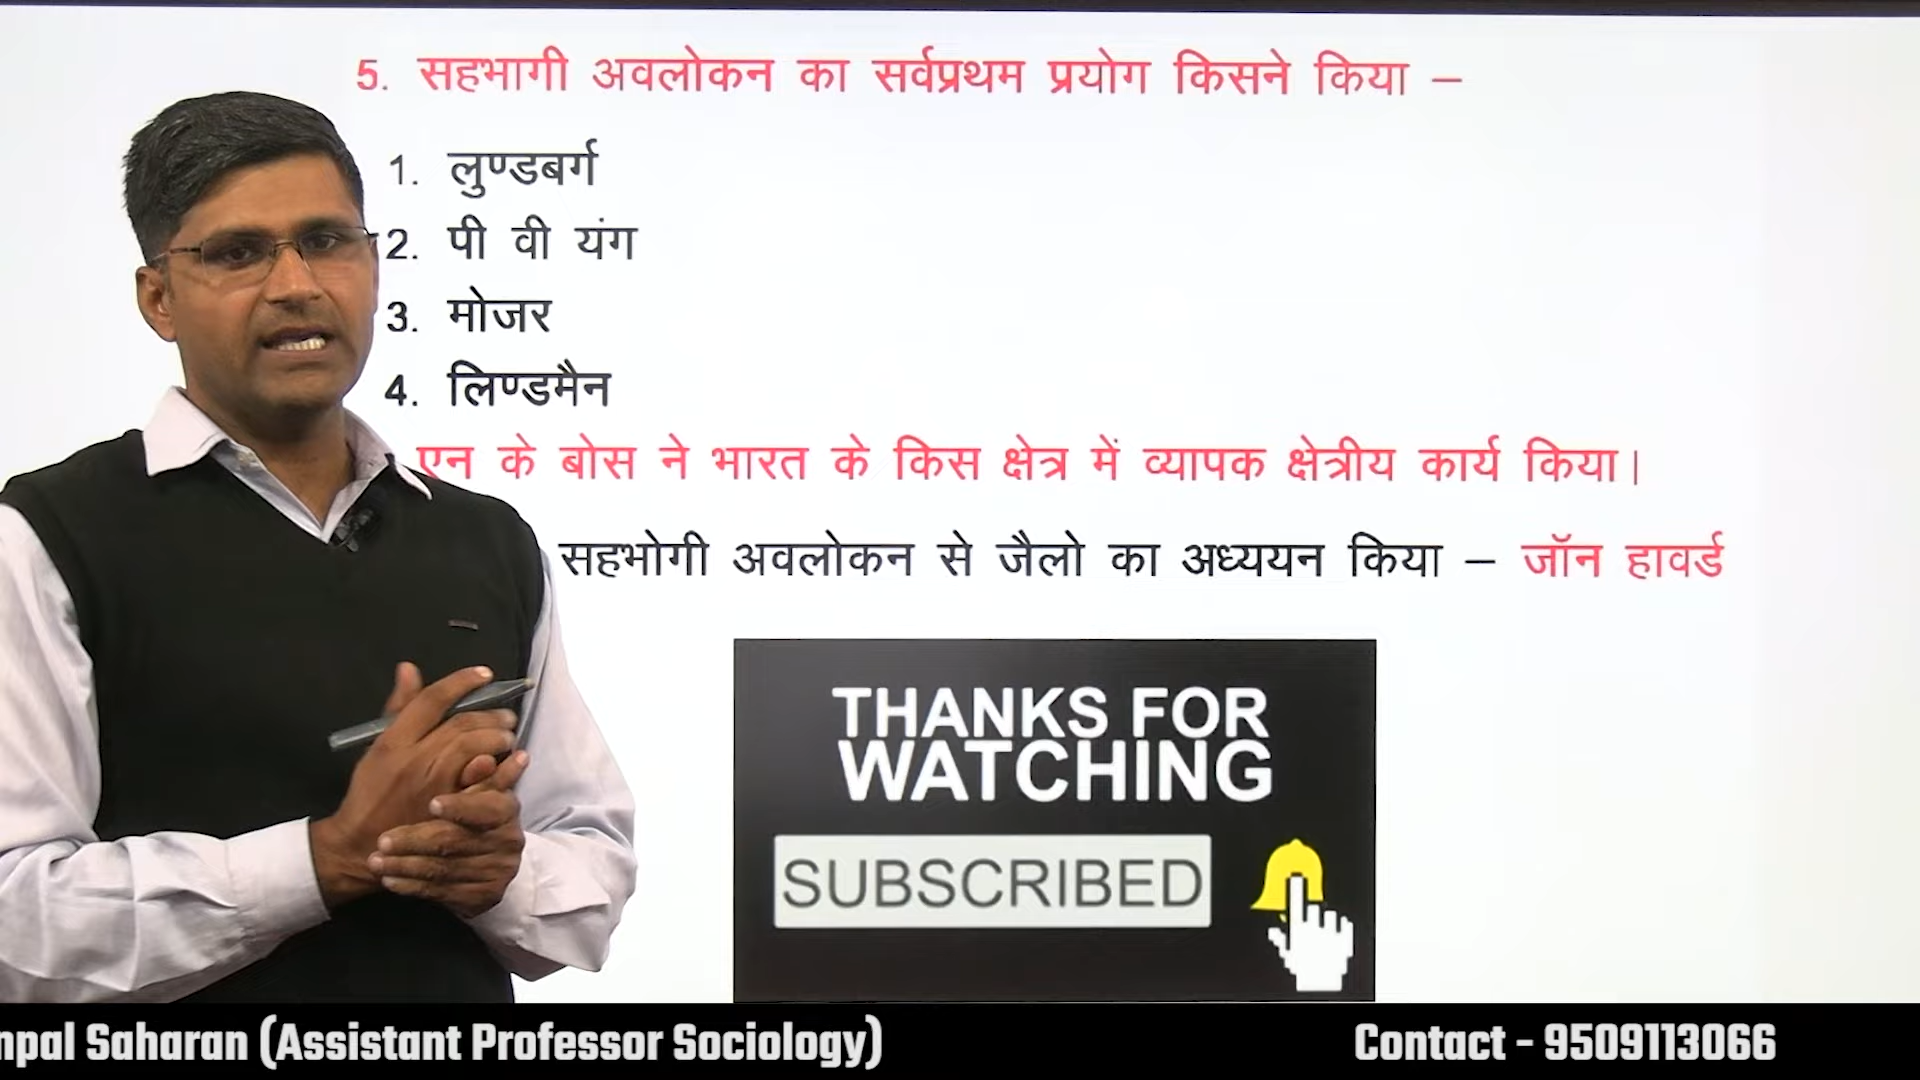 5. सहभागी अवलोकन का सर्वप्रथम प्रयोग किसने किया –
1. लुण्डबर्ग
2. पी वी यंग
3. मोजर
4. लिण्डमैन
एन के बोस ने भारत के किस क्षेत्र में व्यापक क्षेत्रीय कार्य किया।
सहभोगी अवलोकन से जैलो का अध्ययन किया – जॉन हावर्ड
THANKS FOR
WATCHING
SUBSCRIBED
Saharan (Assistant Professor Sociology) Contact - 9509113066